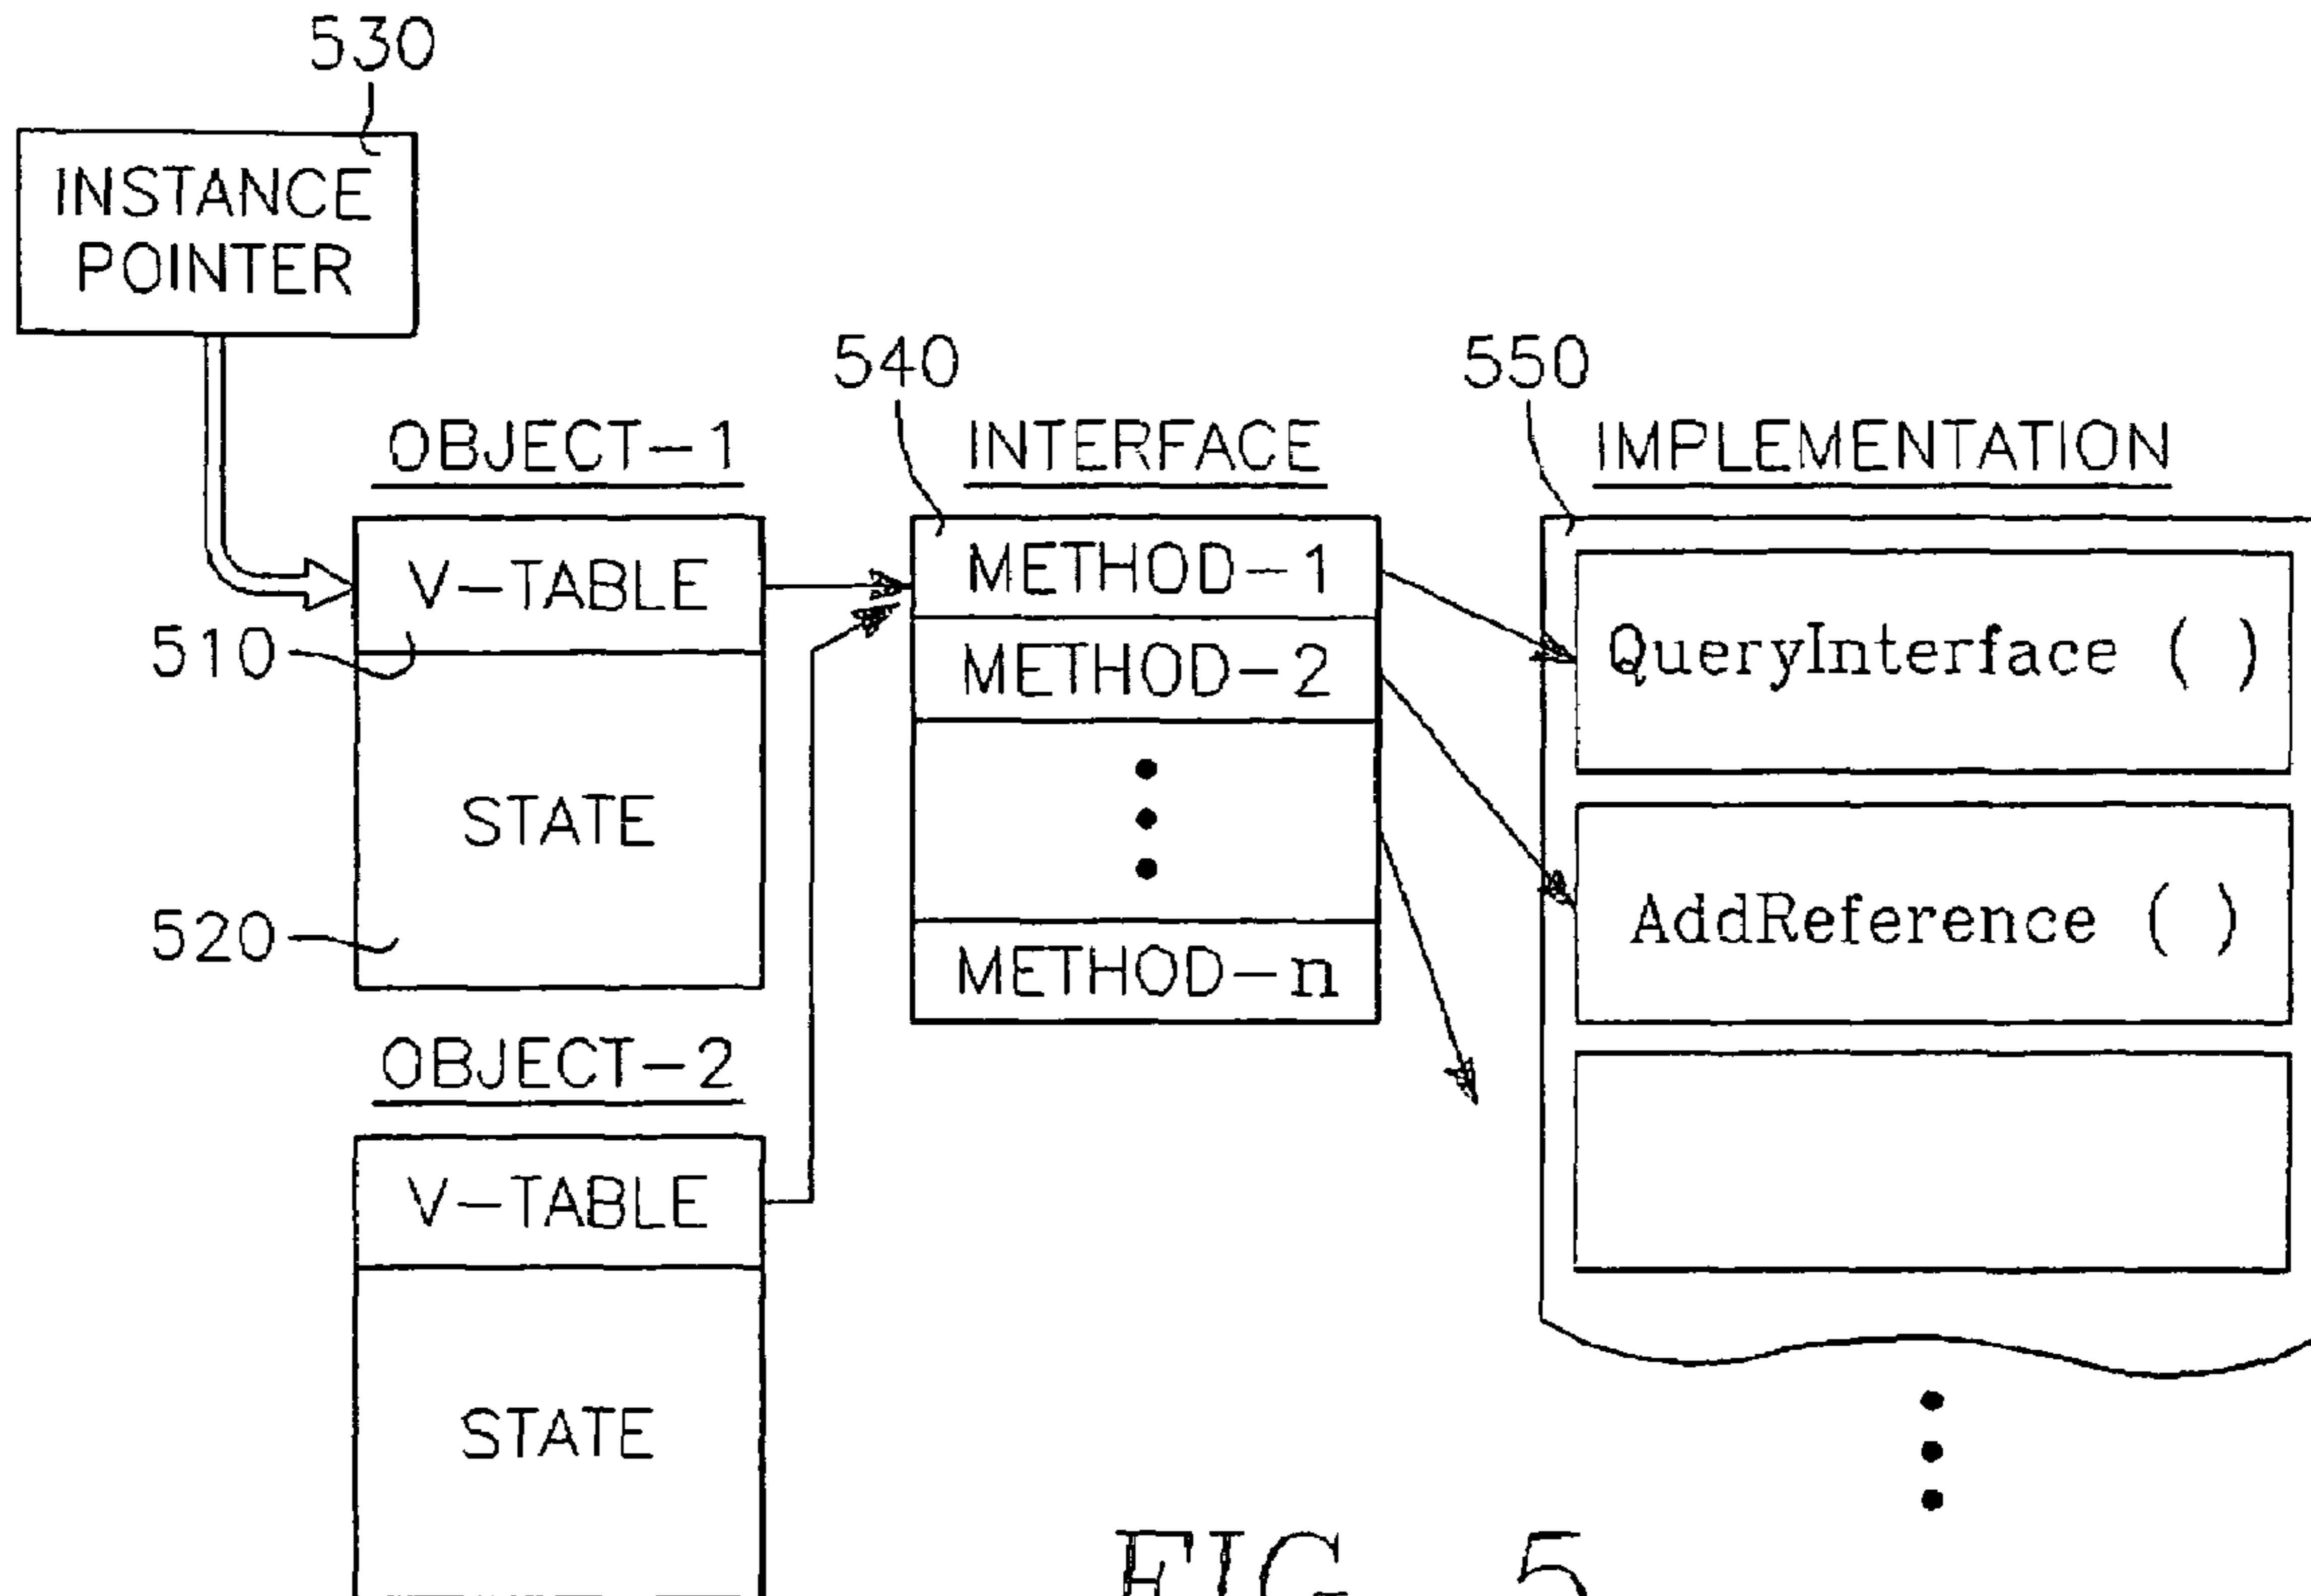 530
INSTANCE
POINTER
540
550
OBJECT-1
INTERFACE
IMPLEMENTATION
V-TABLE
METHOD-1
510
METHOD-2
QueryInterface ( )
STATE
520
METHOD-n
AddReference ( )
OBJECT-2
V-TABLE
STATE
FIG. 5